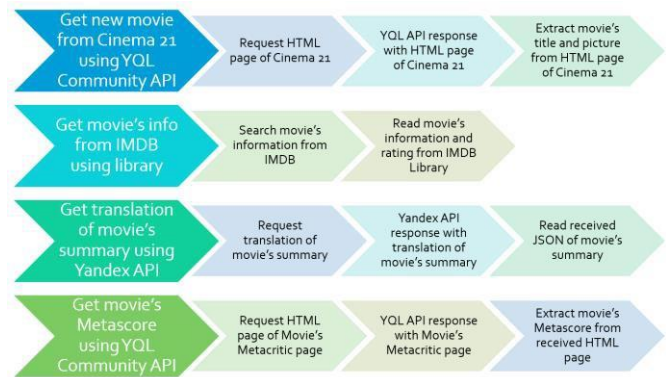 Get new movie
from Cinema 21
using YQL
Community API
Request HTML
page of Cinema 21
YQL API response
with HTML page
of Cinema 21
Extract movie's
title and picture
from HTML page
of Cinema 21
Get movie's info
from IMDB
using library
Search movie's
information from
IMDB
Read movie's
information and
rating from IMDB
Library
Get translation
of movie's
summary using
Yandex API
Request
translation of
movie's summary
Yandex API
response with
translation of
movie's summary
Read received
JSON of movie's
summary
Get movie's
Metascore
using YQL
Community API
Request HTML
page of Movie's
Metacritic page
YQL API response
with Movie's
Metacritic page
Extract movie's
Metascore from
received HTML
page